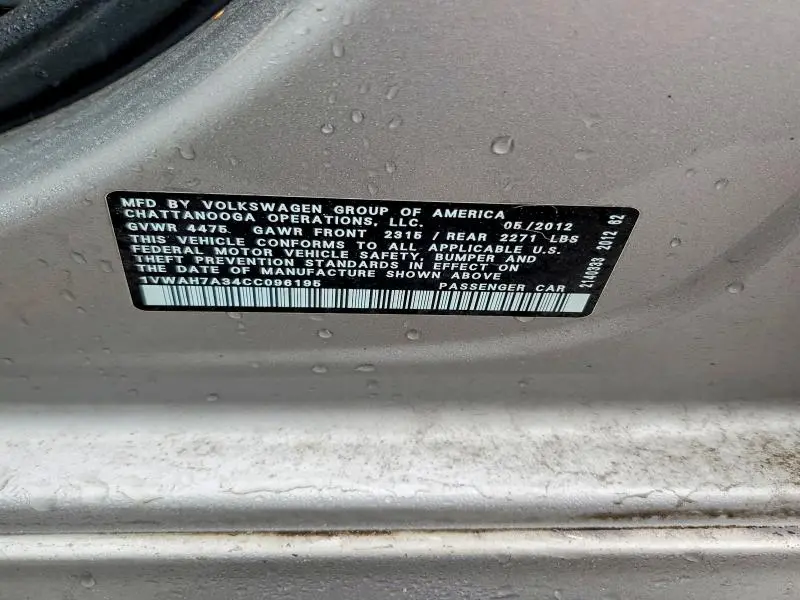 MFD BY VOLKSWAGEN GROUP OF AMERICA
CHATTANOOGA OPERATIONS, LLC. 05/2012
GVWR 4475. GAWR FRONT 2315 / REAR 2271 LBS
THIS VEHICLE CONFORMS TO ALL APPLICABLE U.S.
FEDERAL MOTOR VEHICLE SAFETY, BUMPER AND
THEFT PREVENTION STANDARDS IN EFFECT ON
THE DATE OF MANUFACTURE SHOWN ABOVE
1VWAH7A34CC096195 PASSENGER CAR
2140333 2012 62